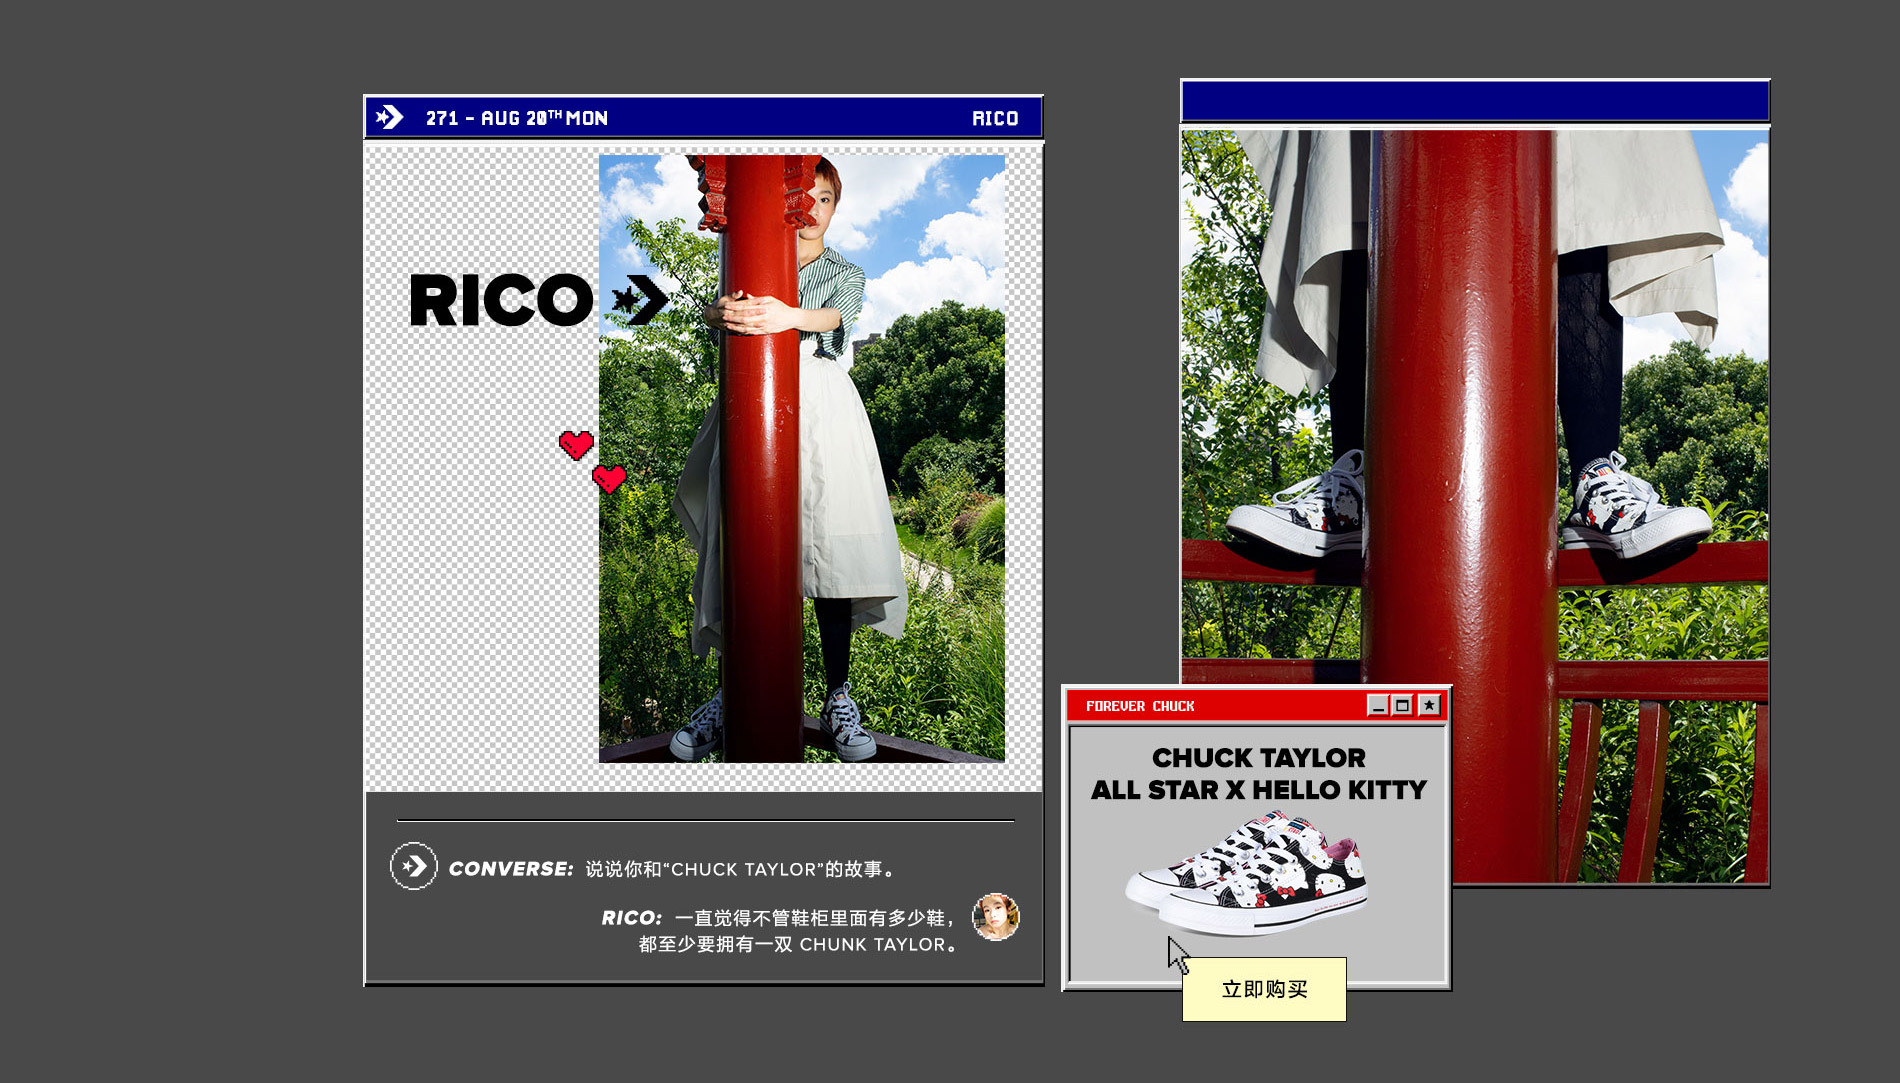 271 - AUG 20TH MON
RICO
RICO
CONVERSE: 说说你和“CHUCK TAYLOR”的故事。
RICO: 一直觉得不管鞋柜里面有多少鞋，
都至少要拥有一双 CHUNK TAYLOR。
FOREVER CHUCK
CHUCK TAYLOR
ALL STAR X HELLO KITTY
立即购买